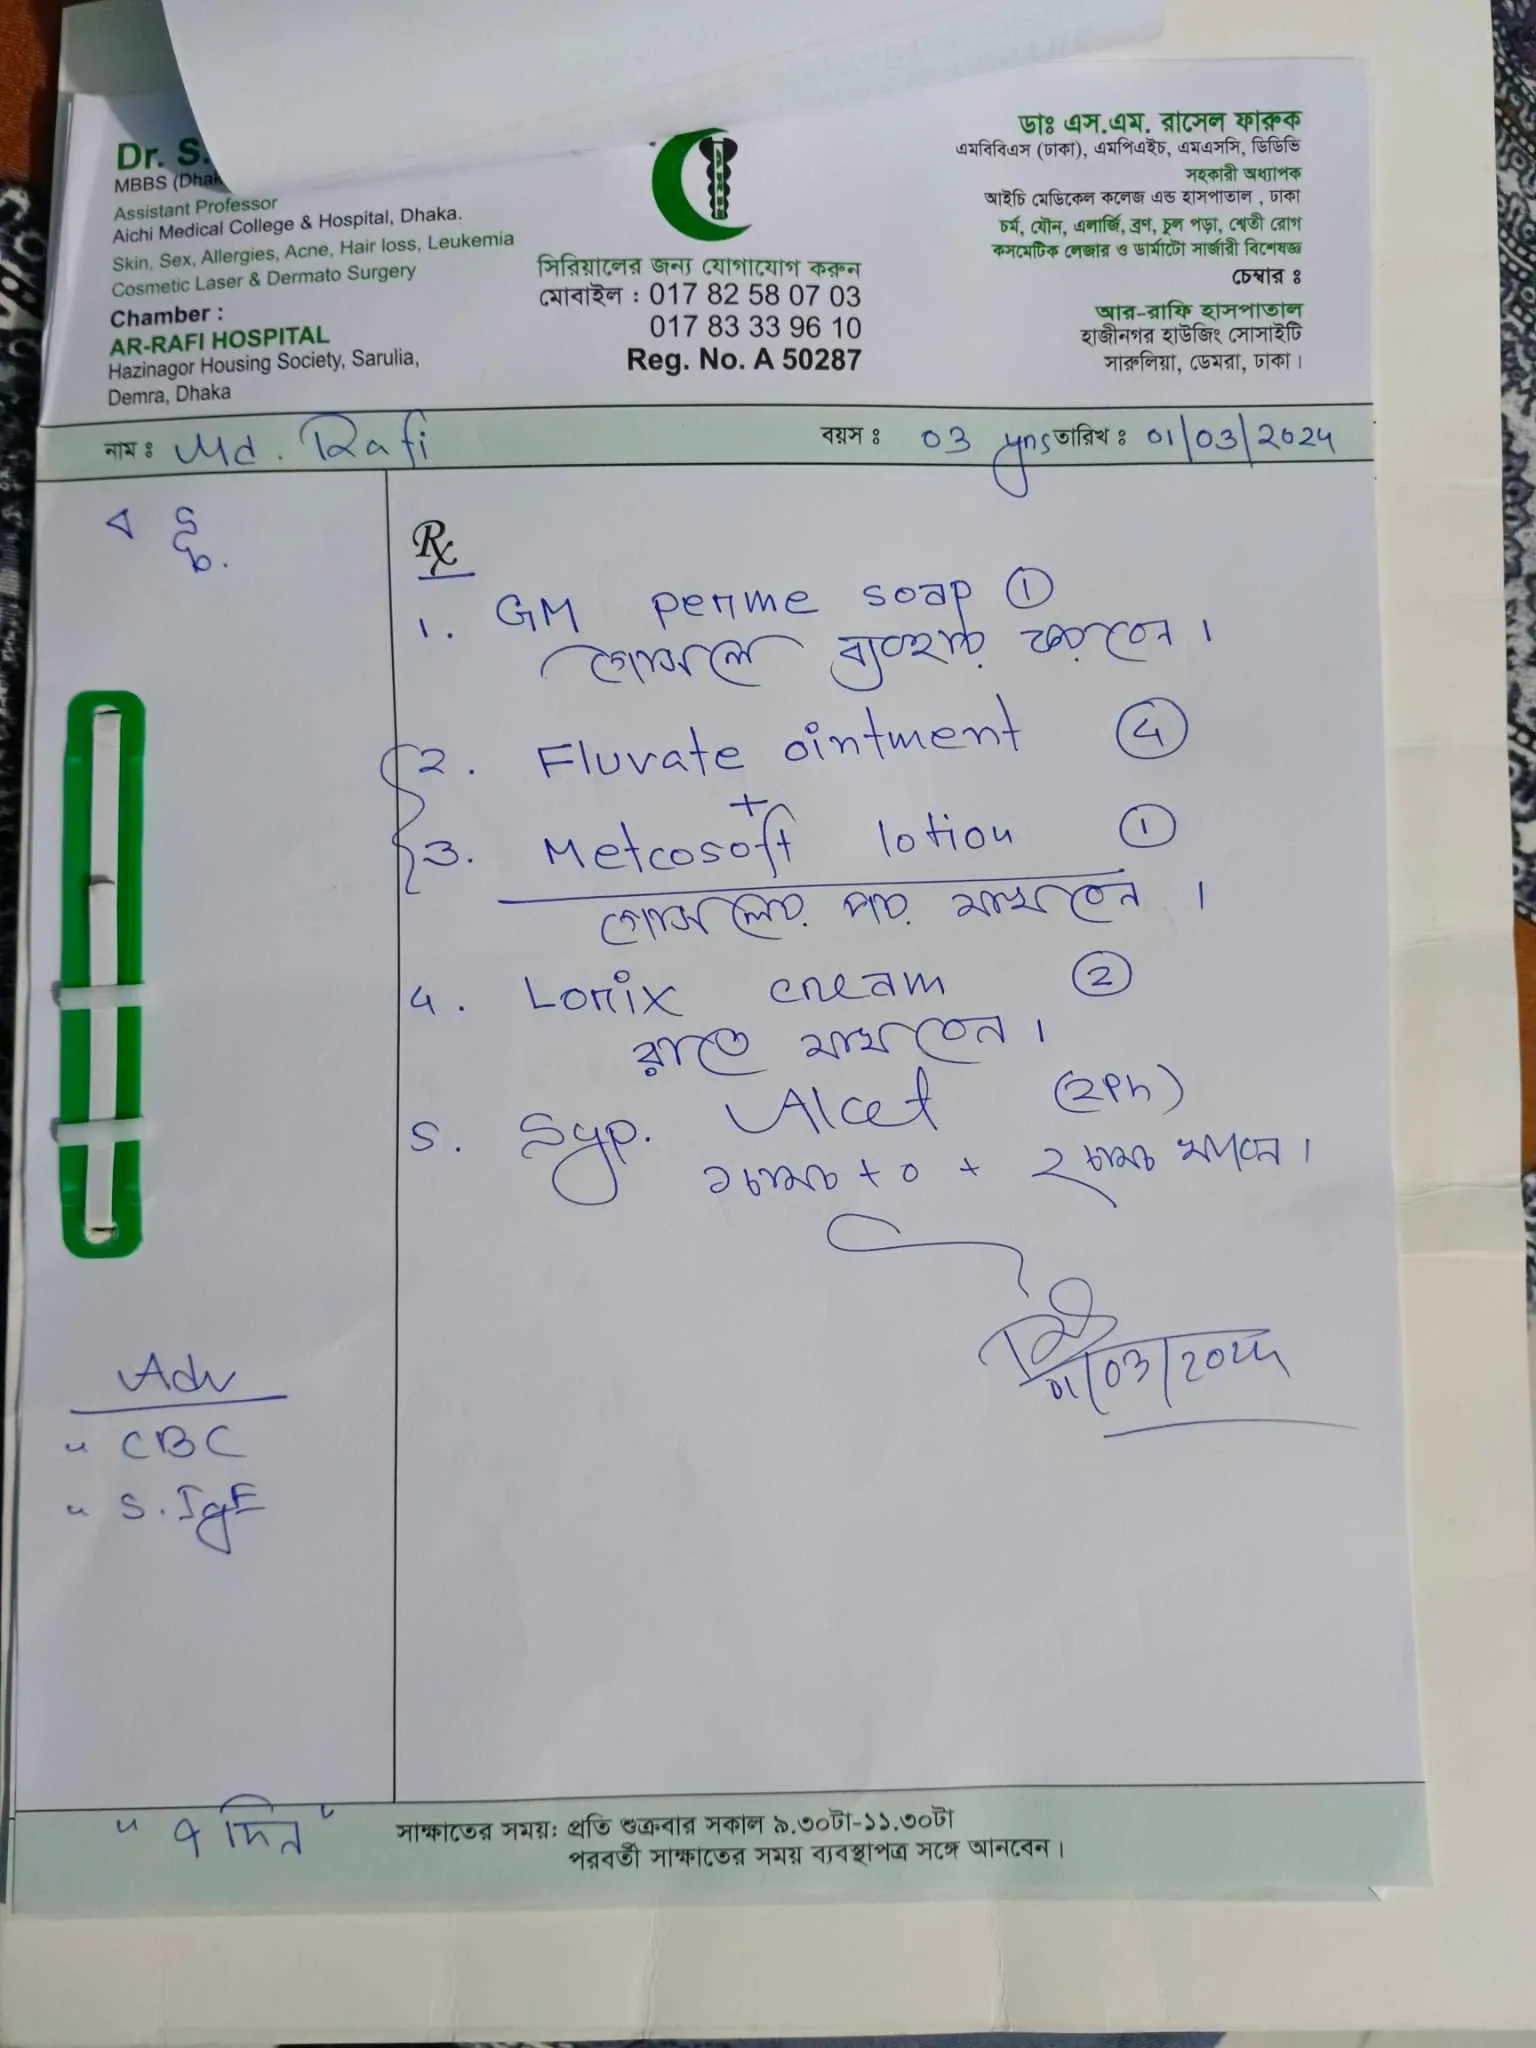 Dr. S.
MBBS (Dhak
Assistant Professor
Aichi Medical College & Hospital, Dhaka.
Skin, Sex, Allergies, Acne, Hair loss, Leukemia
Cosmetic Laser & Dermato Surgery
Chamber :
AR-RAFI HOSPITAL
Hazinagor Housing Society, Sarulia,
Demra, Dhaka
সিরিয়ালের জন্য যোগাযোগ করুন
মোবাইল : 017 82 58 07 03
017 83 33 96 10
Reg. No. A 50287
ডাঃ এস.এম. রাসেল ফারুক
এমবিবিএস (ঢাকা), এমপিএইচ, এমএসসি, ডিডিভি
সহকারী অধ্যাপক
আইচি মেডিকেল কলেজ এন্ড হাসপাতাল , ঢাকা
চর্ম, যৌন, এলার্জি, ব্রণ, চুল পড়া, শ্বেতী রোগ
কসমেটিক লেজার ও ডার্মাটো সার্জারী বিশেষজ্ঞ
চেম্বার ঃ
আর-রাফি হাসপাতাল
হাজীনগর হাউজিং সোসাইটি
সারুলিয়া, ডেমরা, ঢাকা ।
নাম ঃ Md. Rafi বয়স ঃ 03 yrs তারিখ ঃ 01/03/2024
Rx
1. GM perme soap ①
গোসলে ব্যবহার করবেন ।
2. Fluvate ointment ④
+
3. Metcosoft lotion ①
গোসলের পর মাখবেন ।
4. Lorix cream ②
রাতে মাখবেন ।
5. Syp. Alcet (2Ph)
১ চামচ + ০ + ২ চামচ খাবেন ।
01/03/2024
Adv
" CBC
" S. IgE
" ৭ দিন "
সাক্ষাতের সময়: প্রতি শুক্রবার সকাল ৯.৩০টা-১১.৩০টা
পরবর্তী সাক্ষাতের সময় ব্যবস্থাপত্র সঙ্গে আনবেন ।